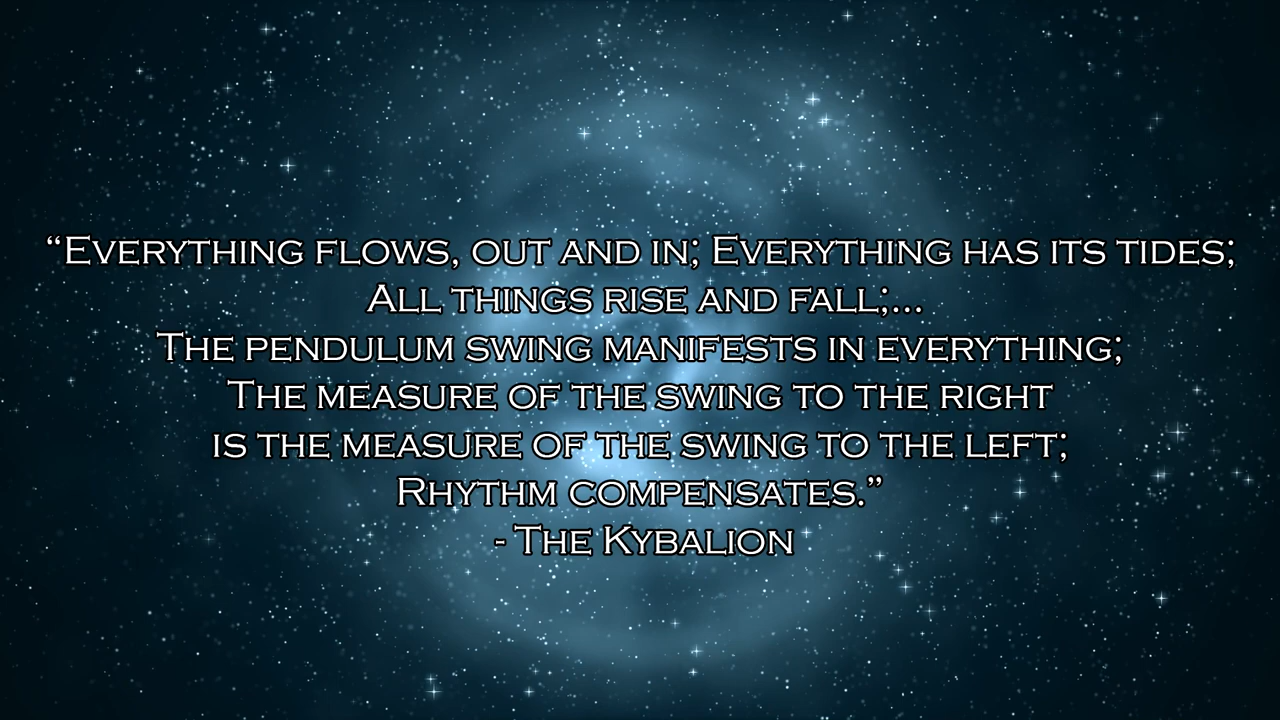 “Everything flows, out and in; Everything has its tides;
All things rise and fall;...
The pendulum swing manifests in everything;
The measure of the swing to the right
is the measure of the swing to the left;
Rhythm compensates.”
- The Kybalion